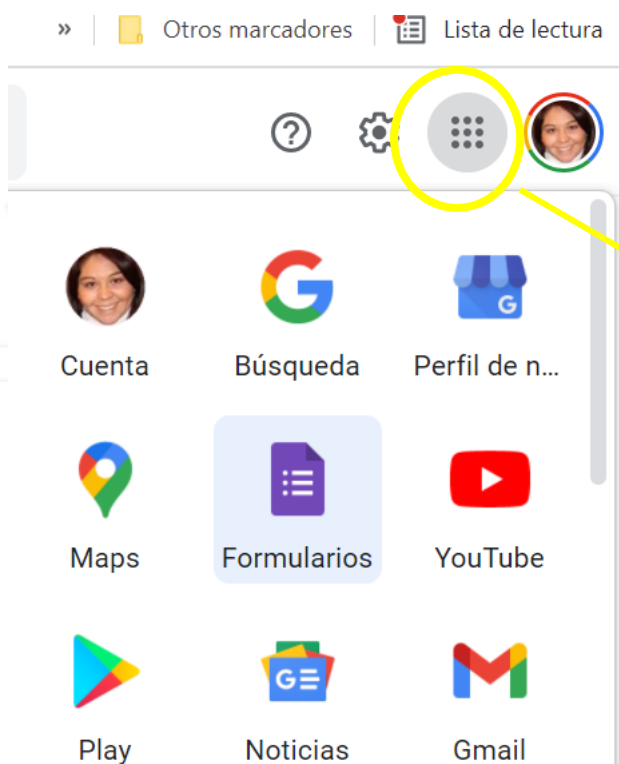 » Otros marcadores Lista de lectura
Cuenta Búsqueda Perfil de n...
G
Maps Formularios YouTube
Play Noticias Gmail